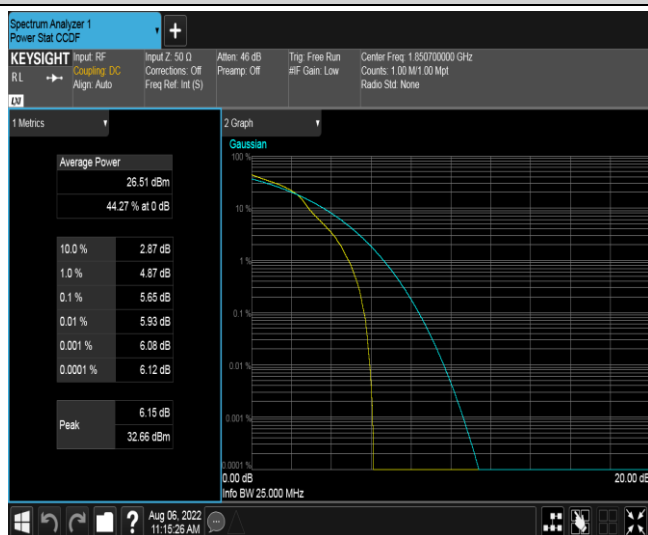 Spectrum Analyzer 1
Power Stat CCDF
KEYSIGHT
RL
LXI
Input: RF
Coupling: DC
Align: Auto
Input Z: 50 Ω
Corrections: Off
Freq Ref: Int (S)
Atten: 46 dB
Preamp: Off
Trig: Free Run
#IF Gain: Low
Center Freq: 1.850700000 GHz
Counts: 1.00 M/1.00 Mpt
Radio Std: None
1 Metrics
Average Power
26.51 dBm
44.27 % at 0 dB
10.0 % 2.87 dB
1.0 % 4.87 dB
0.1 % 5.65 dB
0.01 % 5.93 dB
0.001 % 6.08 dB
0.0001 % 6.12 dB
Peak
6.15 dB
32.66 dBm
2 Graph
Gaussian
100 %
10 %
1 %
0.1 %
0.01 %
0.001 %
0.0001 %
0.00 dB
20.00 dB
Info BW 25.000 MHz
?
Aug 06, 2022
11:15:26 AM